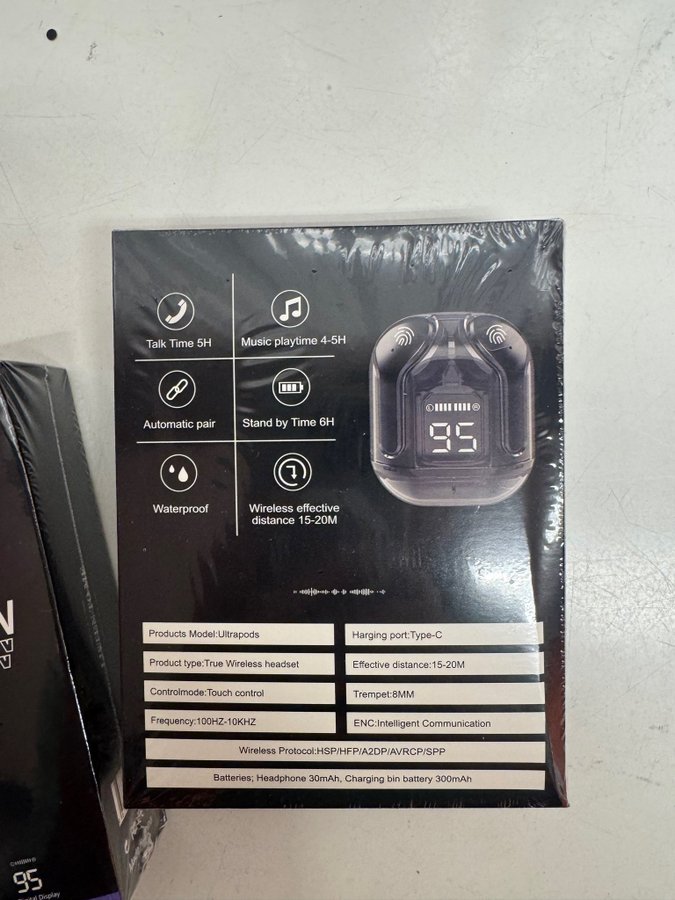 Talk Time 5H
Music playtime 4-5H
Automatic pair
Stand by Time 6H
Waterproof
Wireless effective
distance 15-20M
95
Products Model:Ultrapods
Harging port:Type-C
Product type:True Wireless headset
Effective distance:15-20M
Controlmode:Touch control
Trempet:8MM
Frequency:100HZ-10KHZ
ENC:Intelligent Communication
Wireless Protocol:HSP/HFP/A2DP/AVRCP/SPP
Batteries; Headphone 30mAh, Charging bin battery 300mAh
N
95
Display